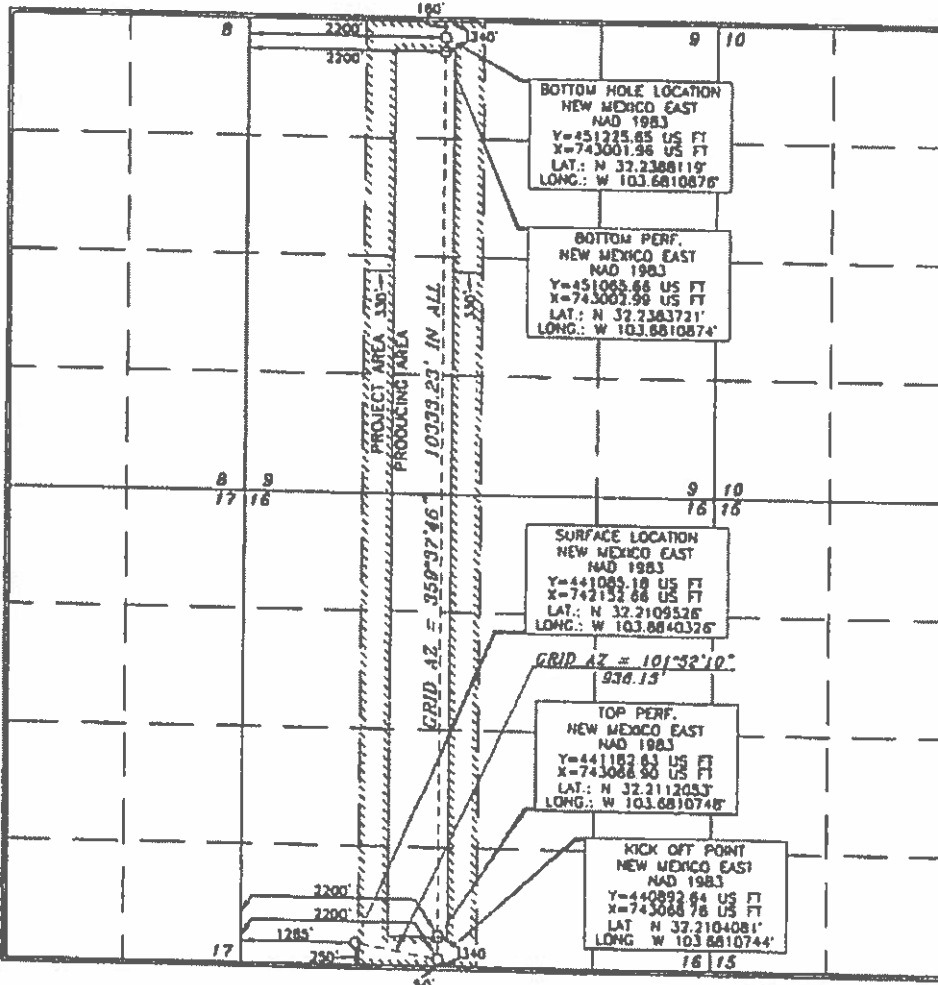 180'
8
2200'
340'
9 10
2200'
BOTTOM HOLE LOCATION
NEW MEXICO EAST
NAD 1983
Y=451225.65 US FT
X=743001.96 US FT
LAT.: N 32.2388119°
LONG.: W 103.6810876°
BOTTOM PERF.
NEW MEXICO EAST
NAD 1983
Y=451065.66 US FT
X=743002.99 US FT
LAT.: N 32.2383721°
LONG.: W 103.6810874°
PROJECT AREA
330'
PRODUCING AREA
GRID AZ = 359°37'46"
10333.23' IN ALL
330'
8 9
17 16
9 10
16 15
SURFACE LOCATION
NEW MEXICO EAST
NAD 1983
Y=441085.18 US FT
X=742152.66 US FT
LAT.: N 32.2109526°
LONG.: W 103.6840326°
GRID AZ = 101°52'10"
936.15'
TOP PERF.
NEW MEXICO EAST
NAD 1983
Y=441182.63 US FT
X=743066.90 US FT
LAT.: N 32.2112053°
LONG.: W 103.6810748°
KICK OFF POINT
NEW MEXICO EAST
NAD 1983
Y=440892.64 US FT
X=743068.78 US FT
LAT N 32.2104081°
LONG W 103.6810744°
2200'
2200'
1285'
17
250'
340
16 15
50'